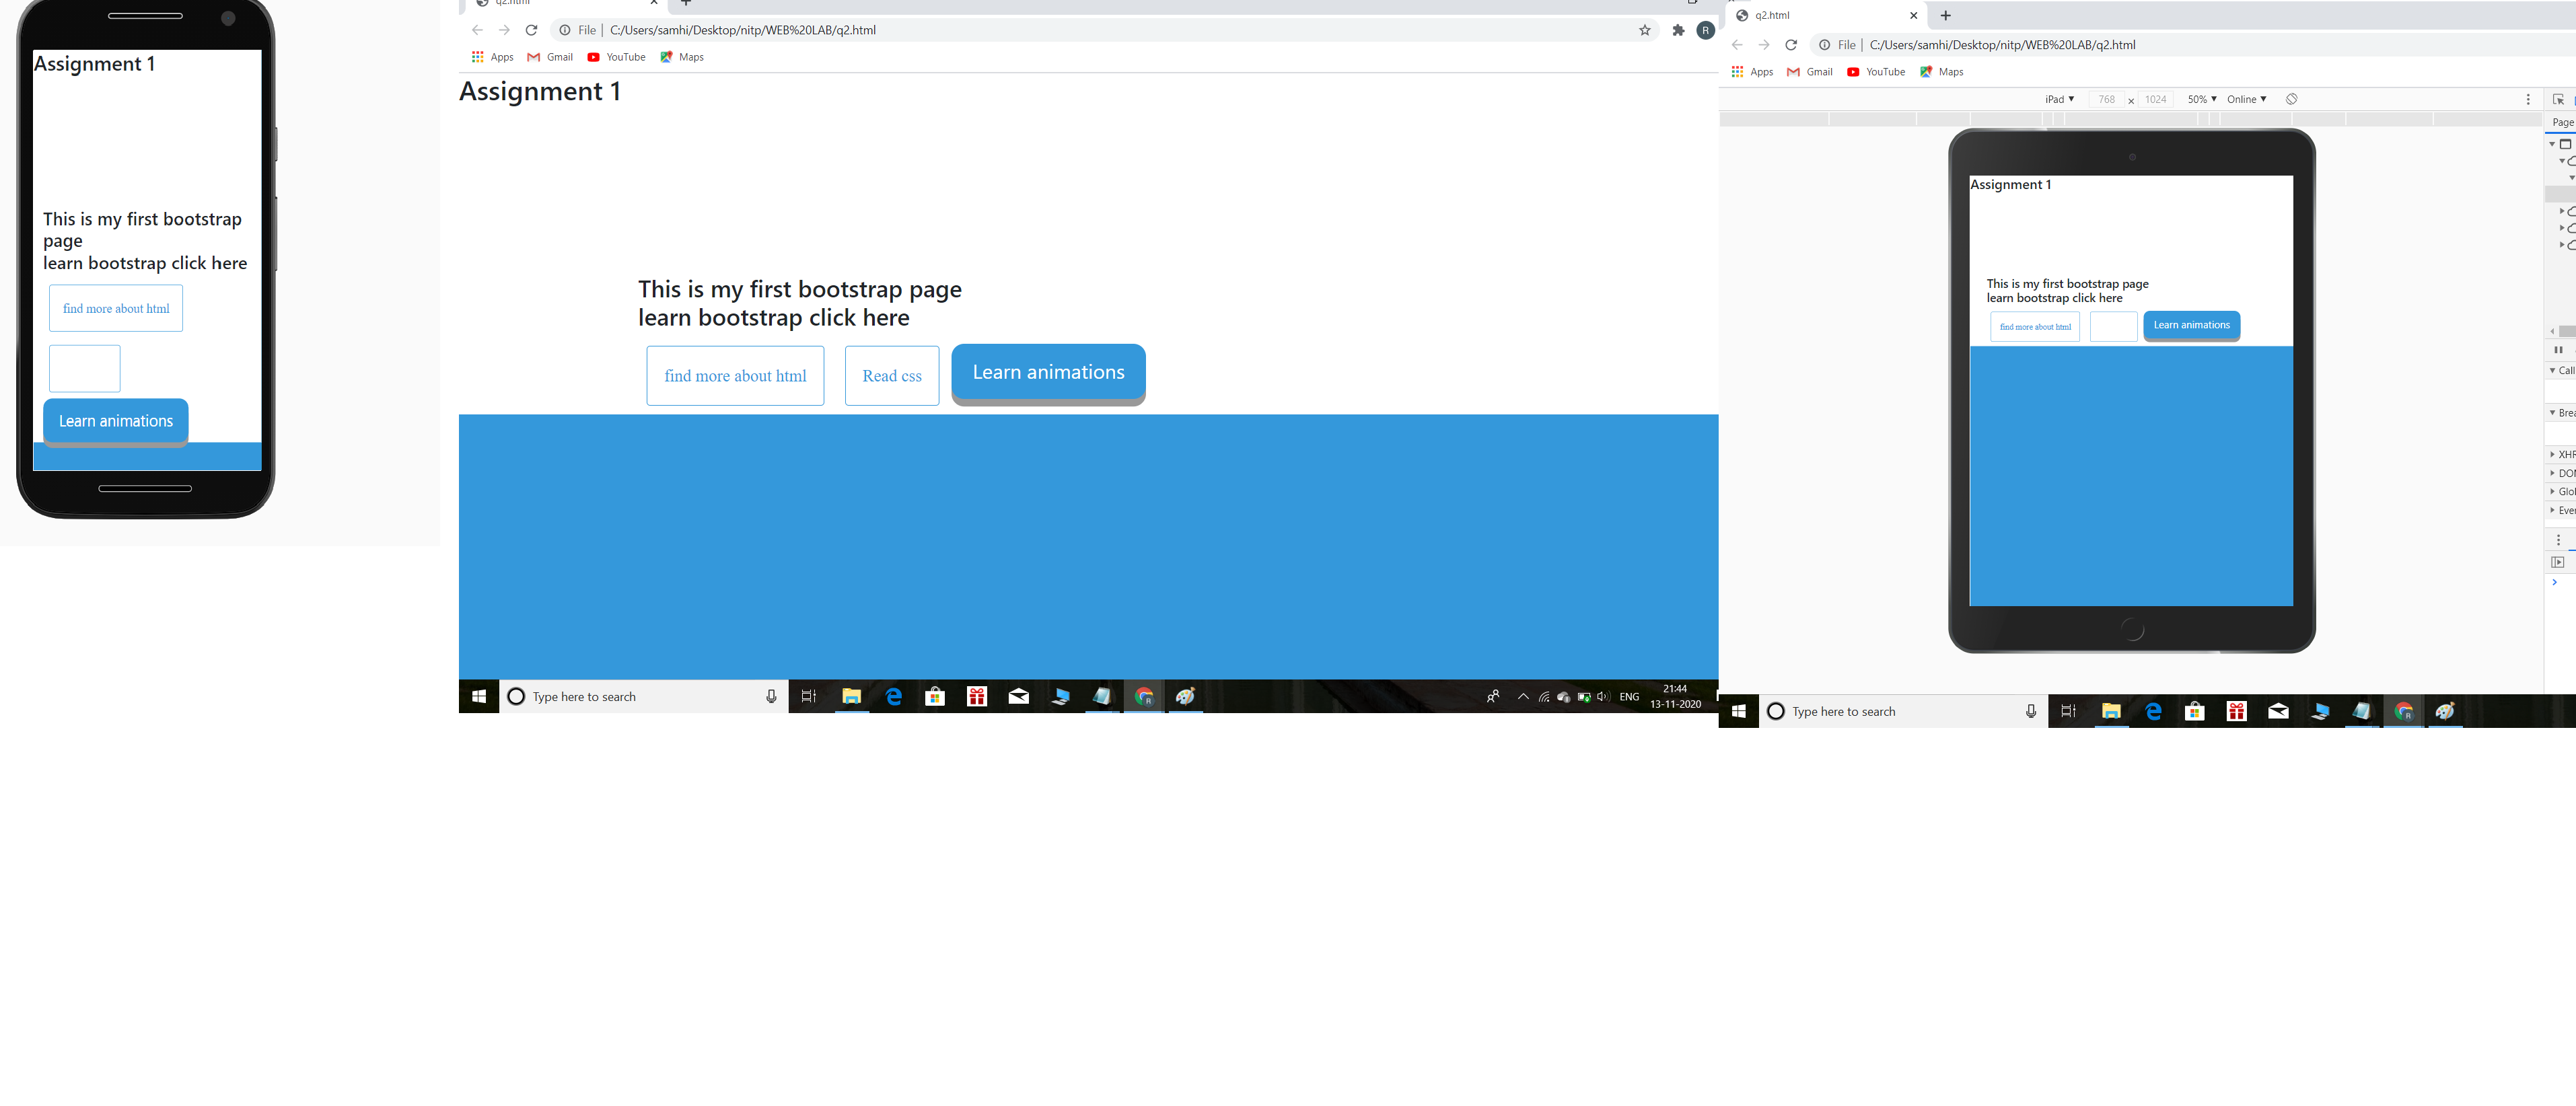 Assignment 1
This is my first bootstrap
page
learn bootstrap click here
find more about html
Learn animations
q2.html
File | C:/Users/samhi/Desktop/nitp/WEB%20LAB/q2.html
R
Apps Gmail YouTube Maps
Assignment 1
This is my first bootstrap page
learn bootstrap click here
find more about html Read css Learn animations
Type here to search
ENG
21:44
13-11-2020
q2.html
File | C:/Users/samhi/Desktop/nitp/WEB%20LAB/q2.html
Apps Gmail YouTube Maps
iPad 768 x 1024 50% Online
Page
Assignment 1
This is my first bootstrap page
learn bootstrap click here
find more about html Learn animations
Call
Brea
XHR
DOM
Glo
Eve
Type here to search